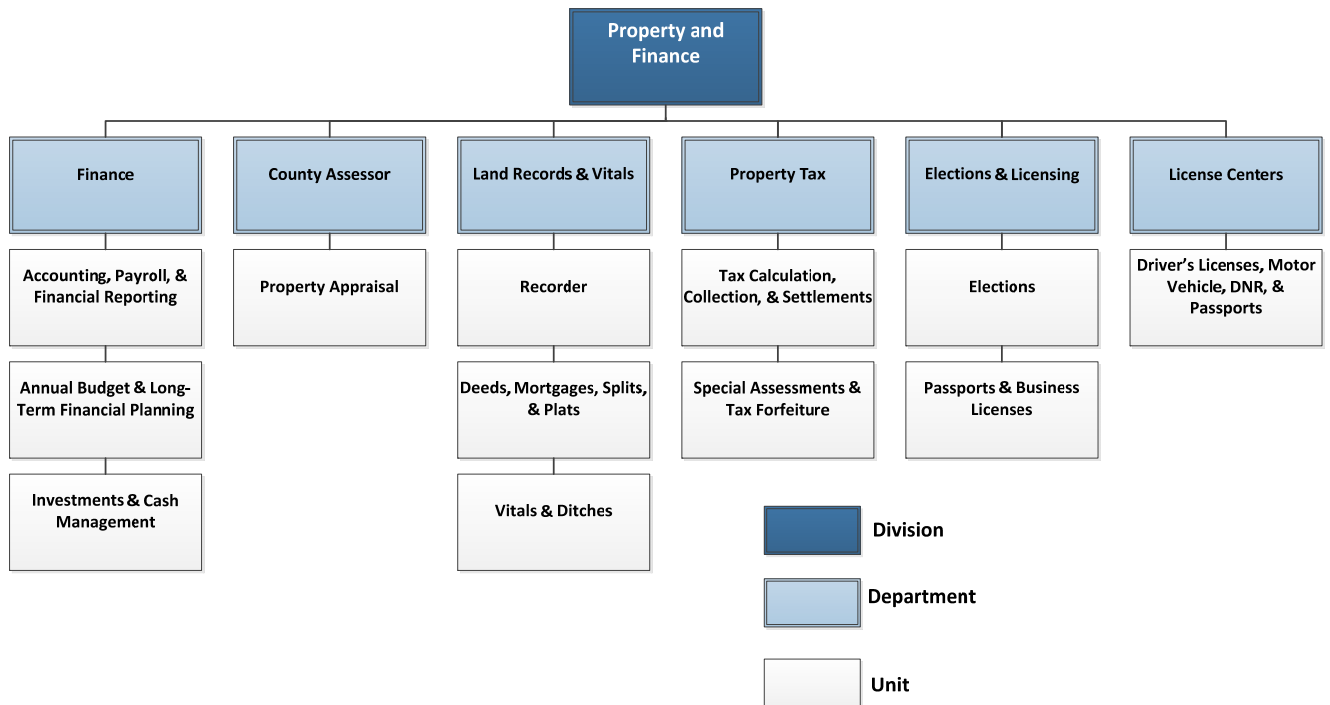 Property and
Finance
Finance
County Assessor
Land Records & Vitals
Property Tax
Elections & Licensing
License Centers
Accounting, Payroll, &
Financial Reporting
Property Appraisal
Recorder
Tax Calculation,
Collection, & Settlements
Elections
Driver's Licenses, Motor
Vehicle, DNR, &
Passports
Annual Budget & Long-
Term Financial Planning
Deeds, Mortgages, Splits,
& Plats
Special Assessments &
Tax Forfeiture
Passports & Business
Licenses
Investments & Cash
Management
Vitals & Ditches
Division
Department
Unit